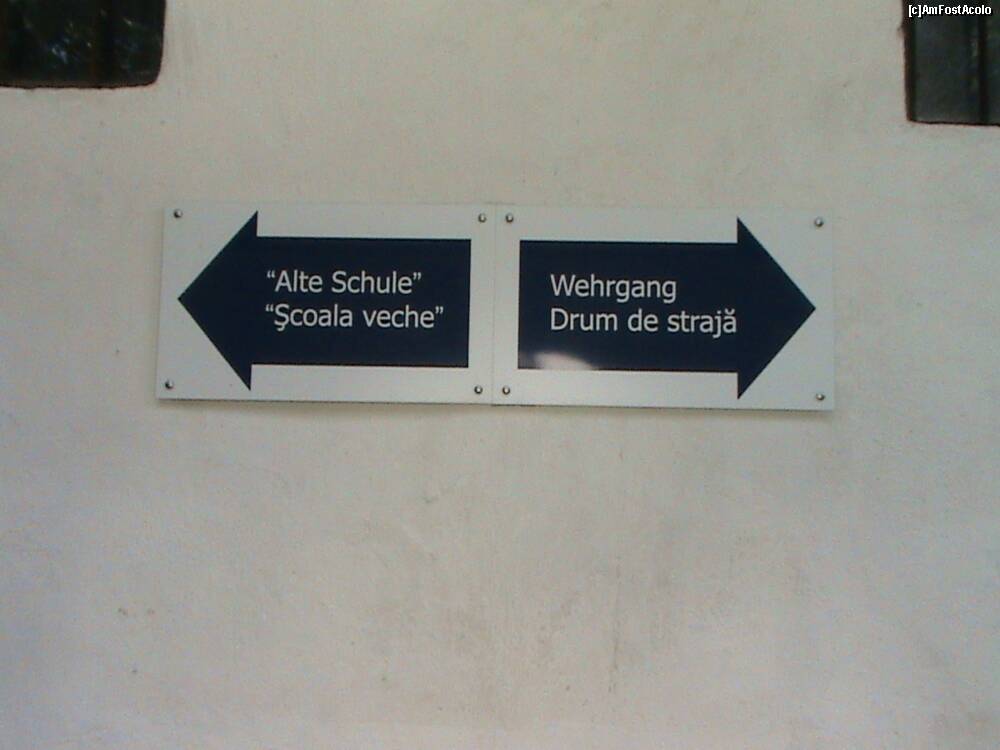 [c]AmFostAcolo
“Alte Schule”
“Şcoala veche”
Wehrgang
Drum de strajă